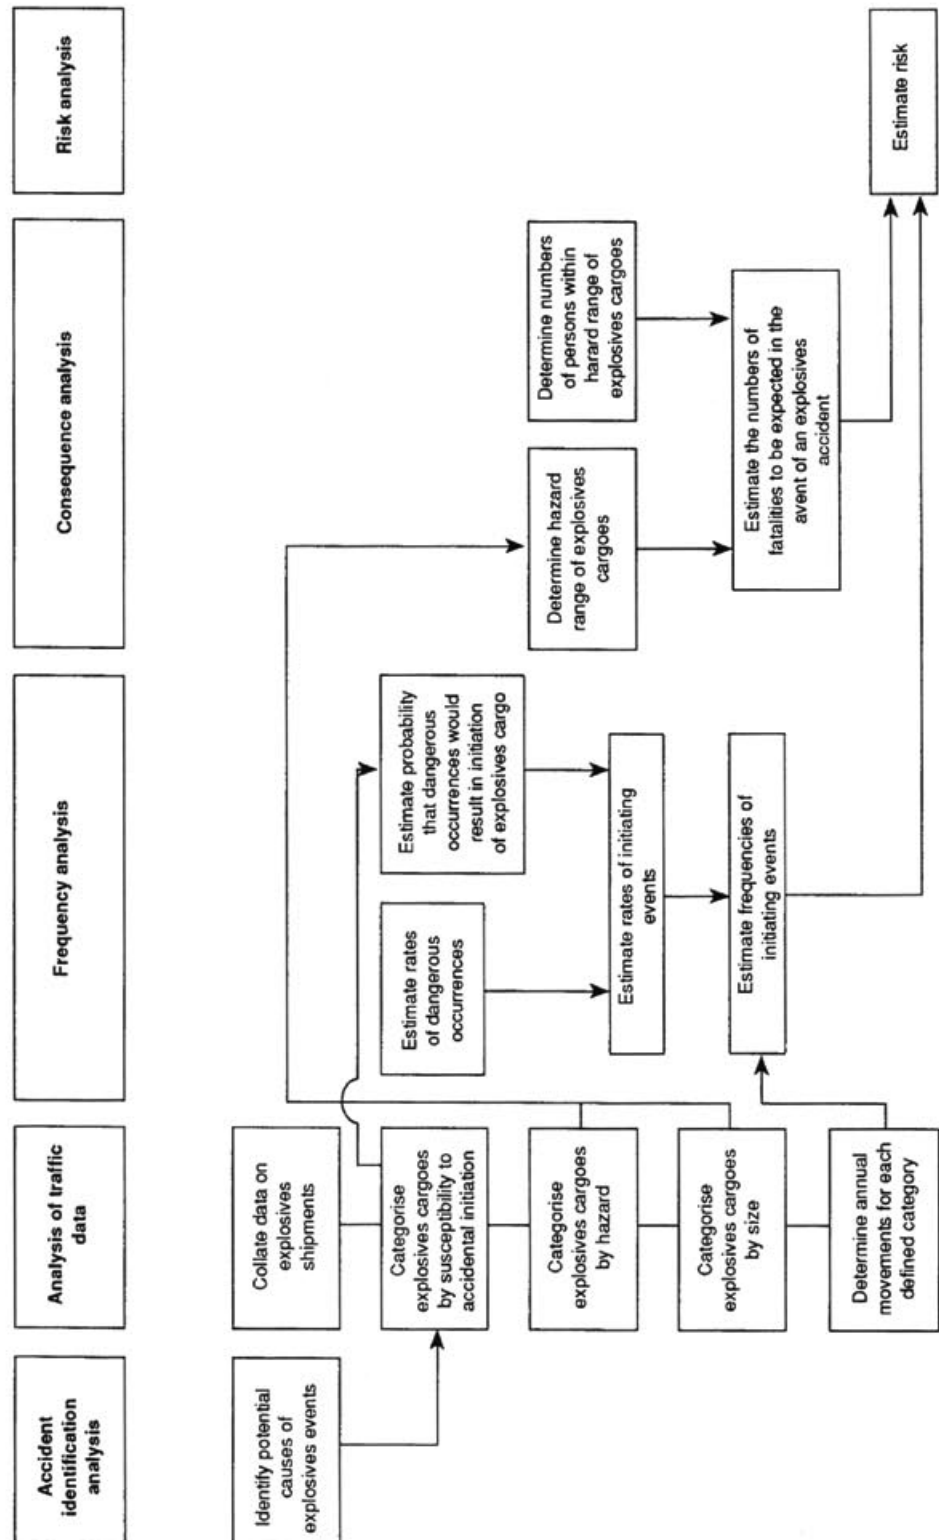 Accident
identification
analysis
Analysis of traffic
data
Frequency analysis
Consequence analysis
Risk analysis
Identify potential
causes of
explosives events
Collate data on
explosives
shipments
Categorise
explosives cargoes
by susceptibility to
accidental initiation
Categorise
explosives cargoes
by hazard
Categorise
explosives cargoes
by size
Determine annual
movements for each
defined category
Estimate rates
of dangerous
occurrences
Estimate probability
that dangerous
occurrences would
result in initiation
of explosives cargo
Estimate rates of initiating
events
Estimate frequencies of
initiating events
Determine hazard
range of explosives
cargoes
Determine numbers
of persons within
harard range of
explosives cargoes
Estimate the numbers of
fatalities to be expected in the
avent of an explosives
accident
Estimate risk